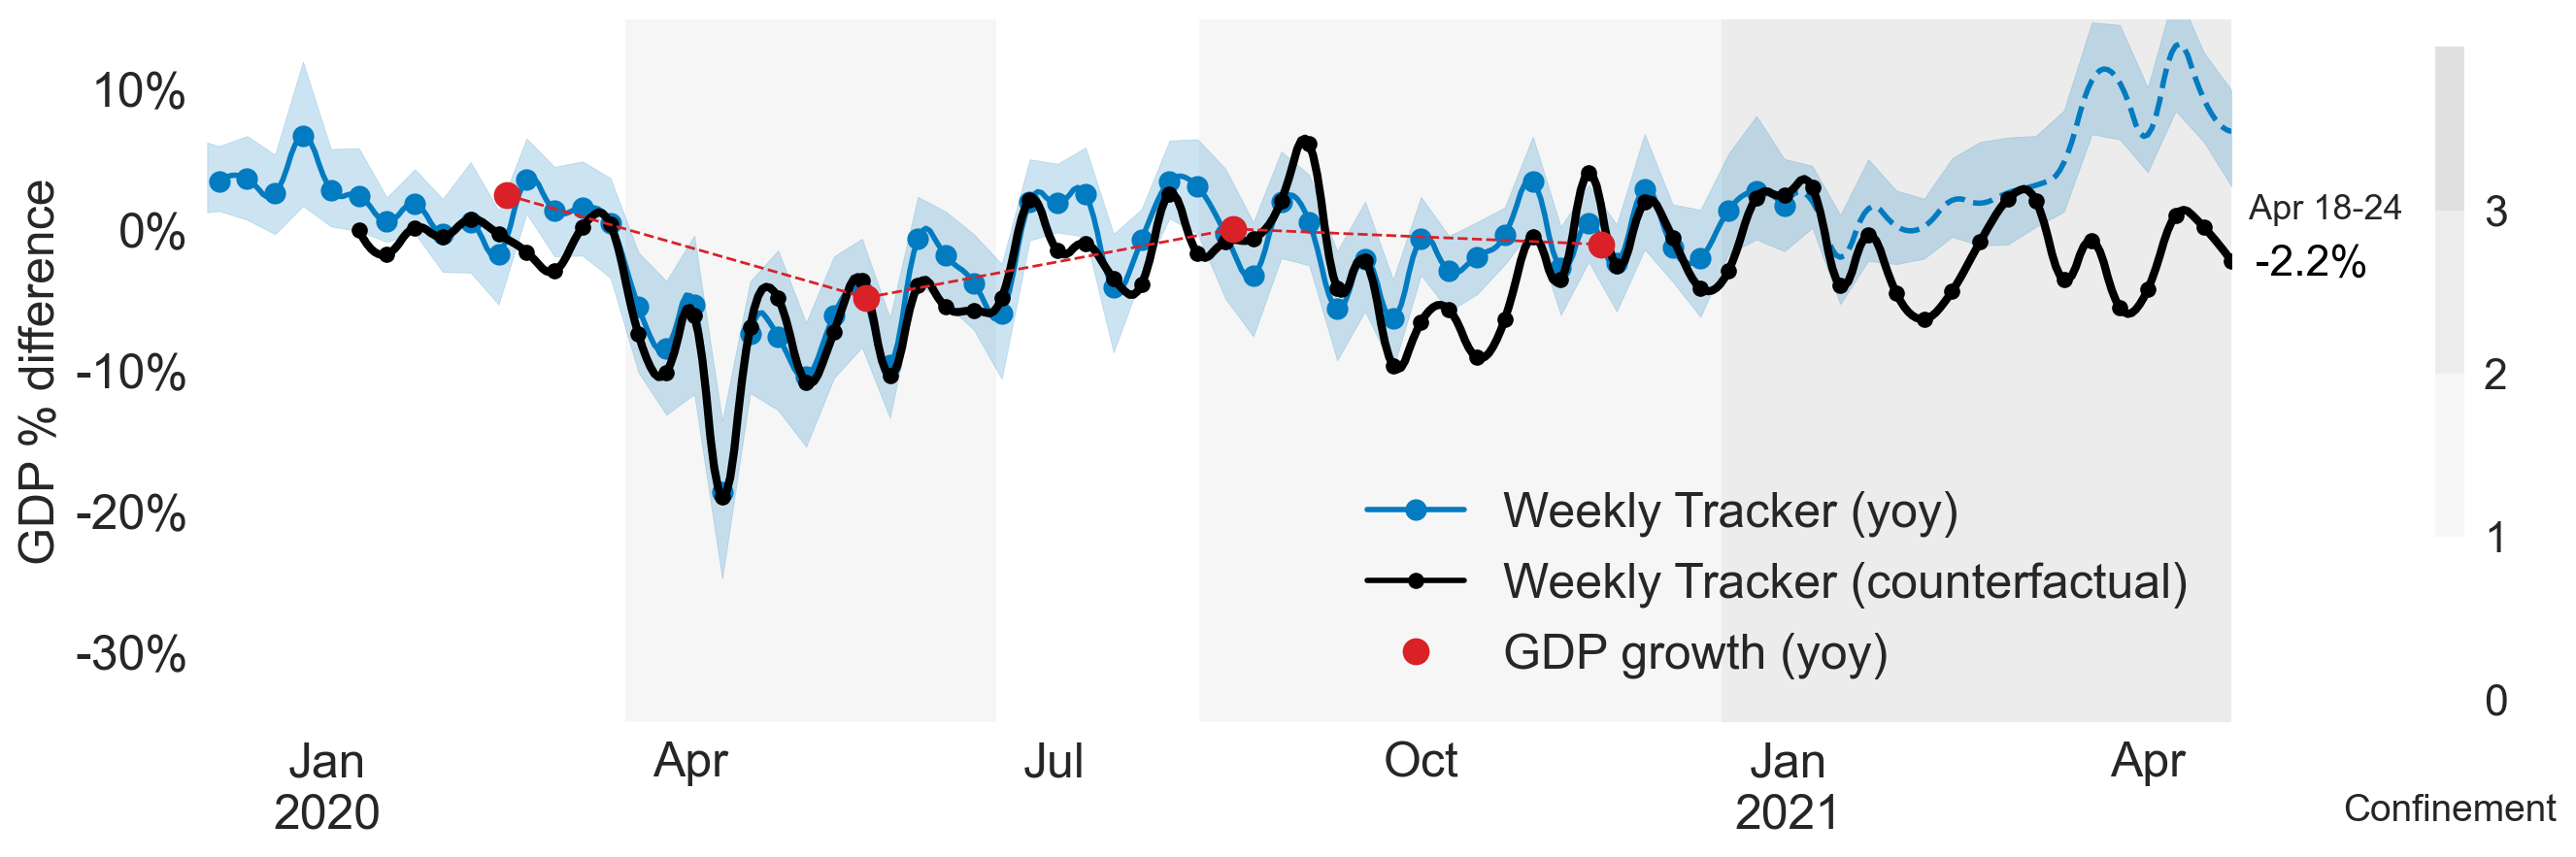 GDP % difference
10%
0%
-10%
-20%
-30%
Jan
2020
Apr
Jul
Oct
Jan
2021
Apr
Weekly Tracker (yoy)
Weekly Tracker (counterfactual)
GDP growth (yoy)
Apr 18-24
-2.2%
3
2
1
0
Confinement